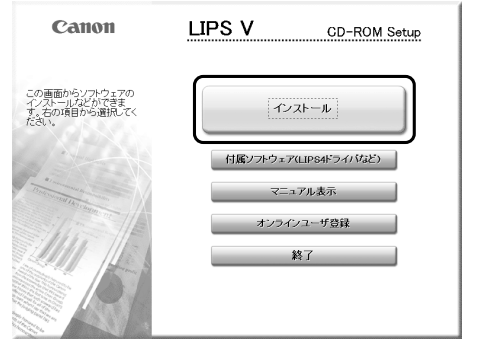 Canon
LIPS V
CD-ROM Setup
この画面からソフトウェアの
インストールなどができま
す。右の項目から選択してく
ださい。
インストール
付属ソフトウェア(LIPS4ドライバなど)
マニュアル表示
オンラインユーザ登録
終了